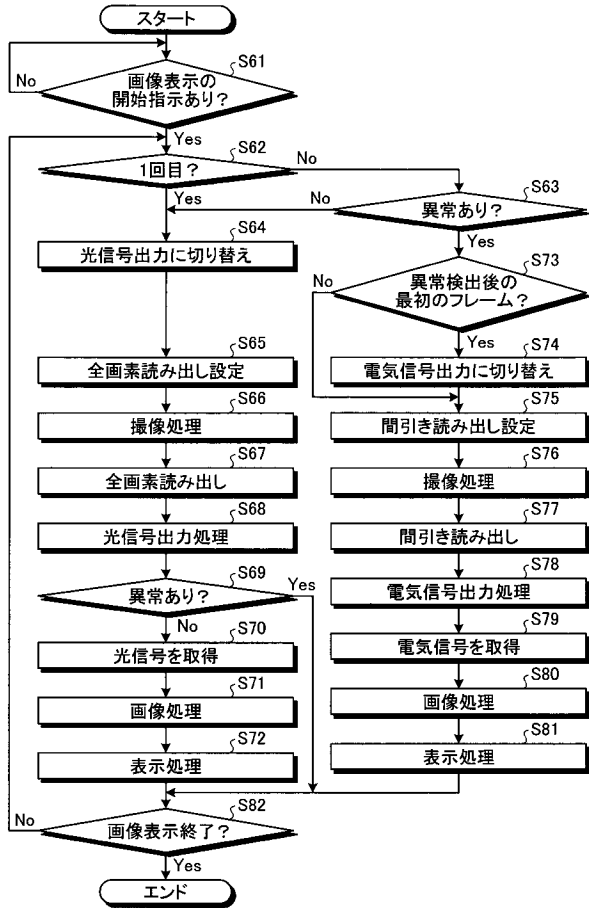 スタート
S61
画像表示の
開始指示あり?
No
Yes
S62
1回目?
No
Yes
S63
異常あり?
No
Yes
S64
光信号出力に切り替え
S73
異常検出後の
最初のフレーム?
No
Yes
S65
全画素読み出し設定
S74
電気信号出力に切り替え
S66
撮像処理
S75
間引き読み出し設定
S67
全画素読み出し
S76
撮像処理
S68
光信号出力処理
S77
間引き読み出し
S69
異常あり?
Yes
No
S78
電気信号出力処理
S70
光信号を取得
S79
電気信号を取得
S71
画像処理
S80
画像処理
S72
表示処理
S81
表示処理
S82
画像表示終了?
No
Yes
エンド